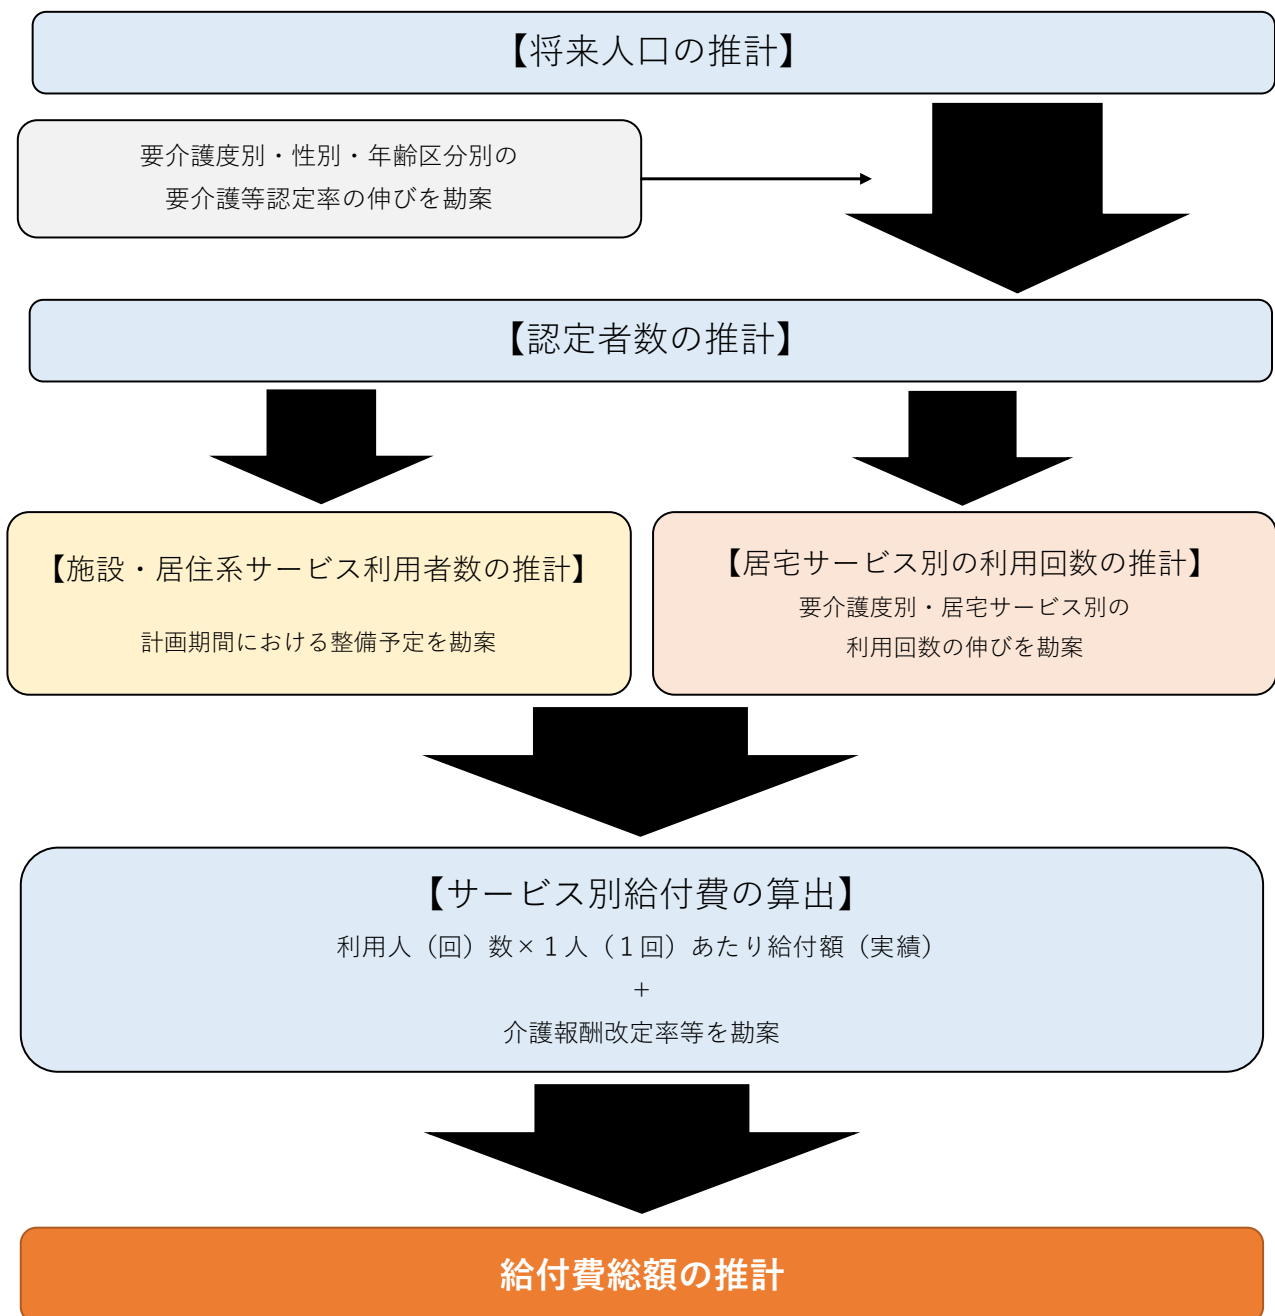 【将来人口の推計】
要介護度別・性別・年齢区分別の
要介護等認定率の伸びを勘案
【認定者数の推計】
【施設・居住系サービス利用者数の推計】
計画期間における整備予定を勘案
【居宅サービス別の利用回数の推計】
要介護度別・居宅サービス別の
利用回数の伸びを勘案
【サービス別給付費の算出】
利用人（回）数×１人（１回）あたり給付額（実績）
+
介護報酬改定率等を勘案
給付費総額の推計